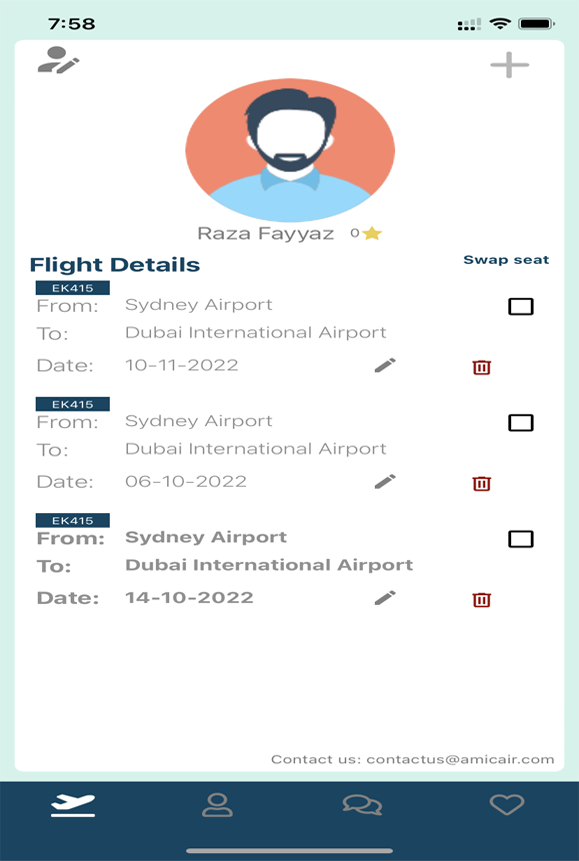 7:58
Raza Fayyaz 0
Flight Details Swap seat
EK415
From: Sydney Airport
To: Dubai International Airport
Date: 10-11-2022
EK415
From: Sydney Airport
To: Dubai International Airport
Date: 06-10-2022
EK415
From: Sydney Airport
To: Dubai International Airport
Date: 14-10-2022
Contact us: contactus@amicair.com